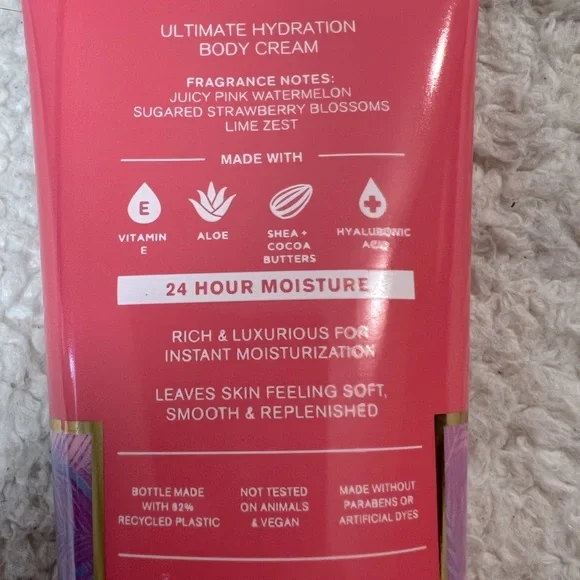 ULTIMATE HYDRATION
BODY CREAM
FRAGRANCE NOTES:
JUICY PINK WATERMELON
SUGARED STRAWBERRY BLOSSOMS
LIME ZEST
MADE WITH
E
VITAMIN
E
ALOE
SHEA +
COCOA
BUTTERS
HYALURONIC
ACID
24 HOUR MOISTURE
RICH & LUXURIOUS FOR
INSTANT MOISTURIZATION
LEAVES SKIN FEELING SOFT,
SMOOTH & REPLENISHED
BOTTLE MADE
WITH 82%
RECYCLED PLASTIC
NOT TESTED
ON ANIMALS
& VEGAN
MADE WITHOUT
PARABENS OR
ARTIFICIAL DYES